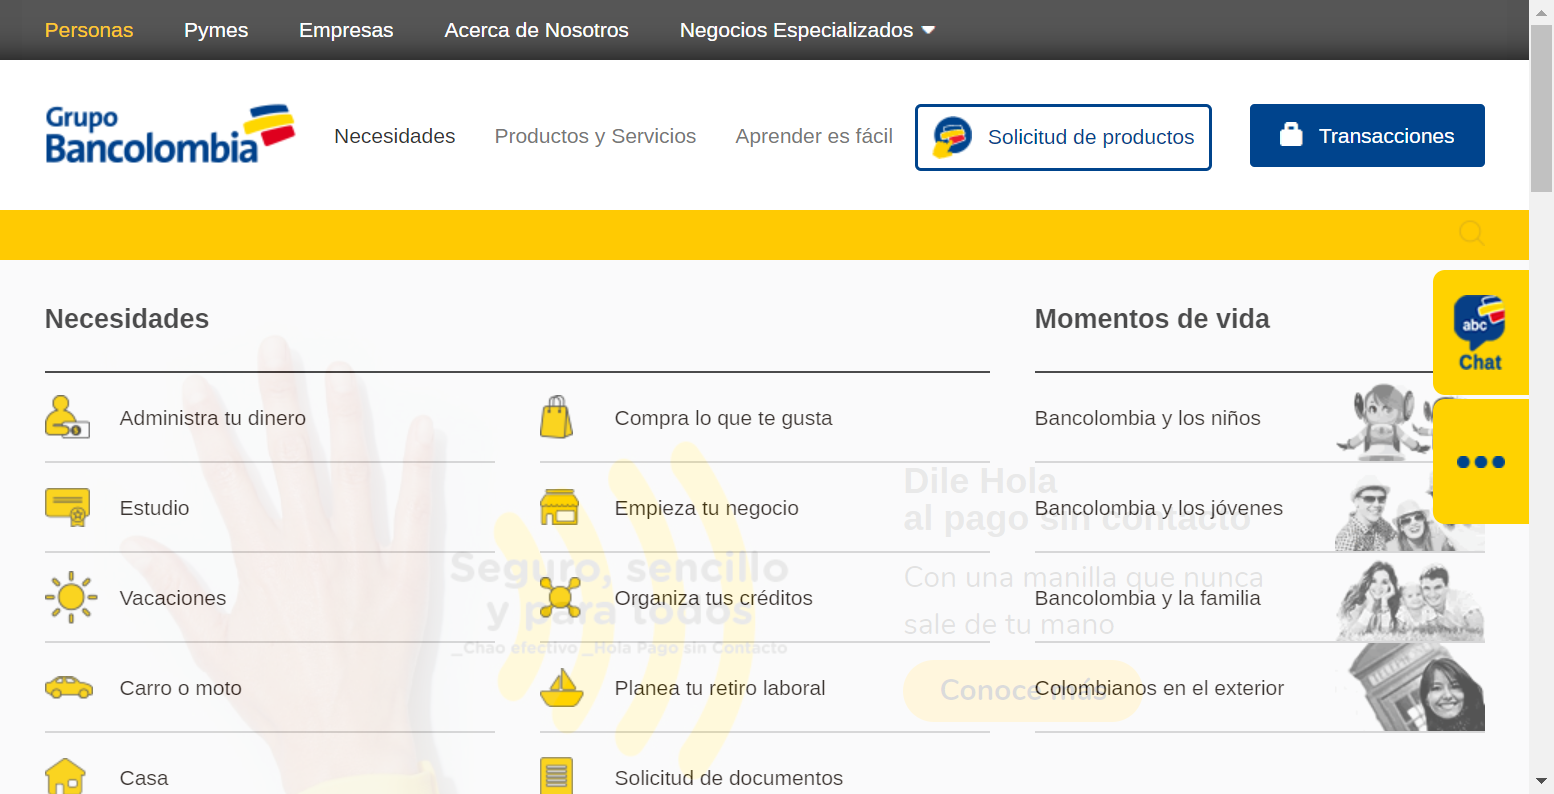 Personas Pymes Empresas Acerca de Nosotros Negocios Especializados
Grupo
Bancolombia
Necesidades Productos y Servicios Aprender es fácil Solicitud de productos Transacciones
Necesidades
Momentos de vida
abc
Chat
Administra tu dinero
Compra lo que te gusta
Bancolombia y los niños
Dile Hola
al pago sin contacto
Estudio
Empieza tu negocio
Bancolombia y los jóvenes
Seguro, sencillo
y para todos
_Chao efectivo _Hola Pago sin Contacto
Con una manilla que nunca
sale de tu mano
Vacaciones
Organiza tus créditos
Bancolombia y la familia
Carro o moto
Planea tu retiro laboral
Conoce más
Colombianos en el exterior
Casa
Solicitud de documentos